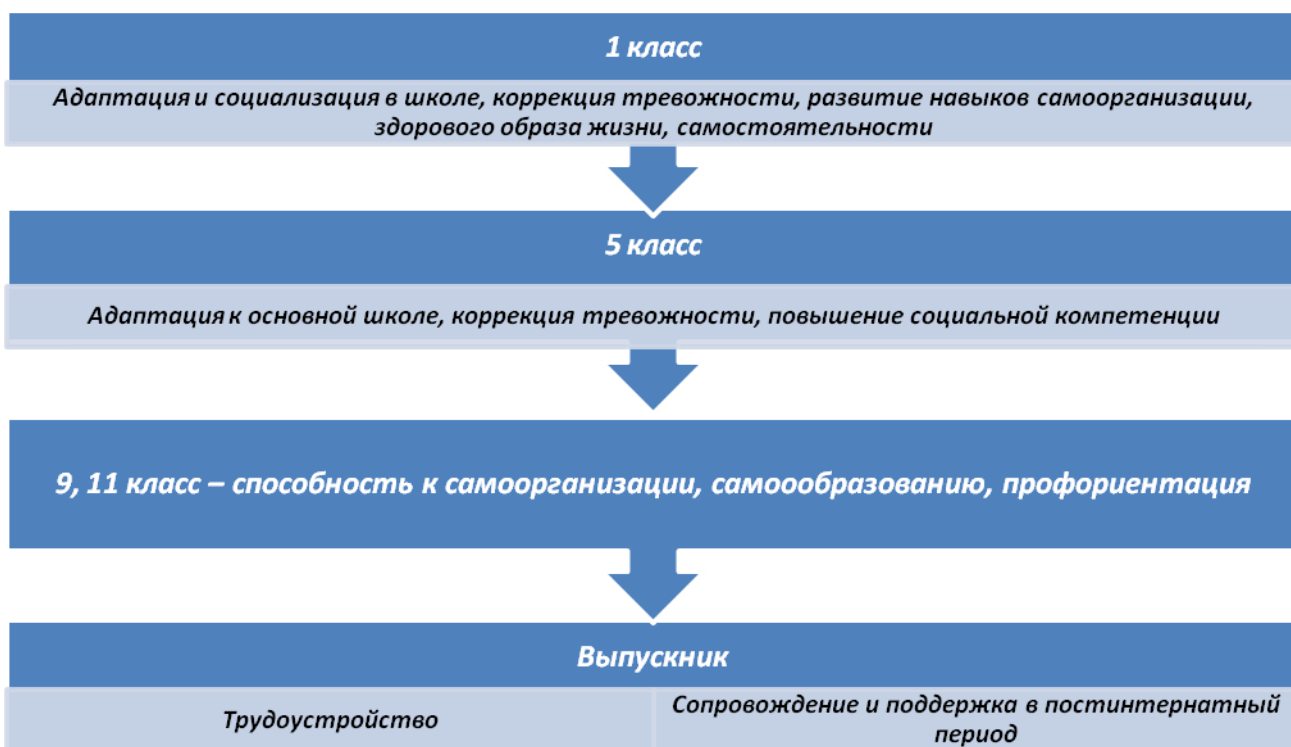 1 класс
Адаптация и социализация в школе, коррекция тревожности, развитие навыков самоорганизации,
здорового образа жизни, самостоятельности
5 класс
Адаптация к основной школе, коррекция тревожности, повышение социальной компетенции
9, 11 класс – способность к самоорганизации, самоообразованию, профориентация
Выпускник
Трудоустройство
Сопровождение и поддержка в постинтернатный
период